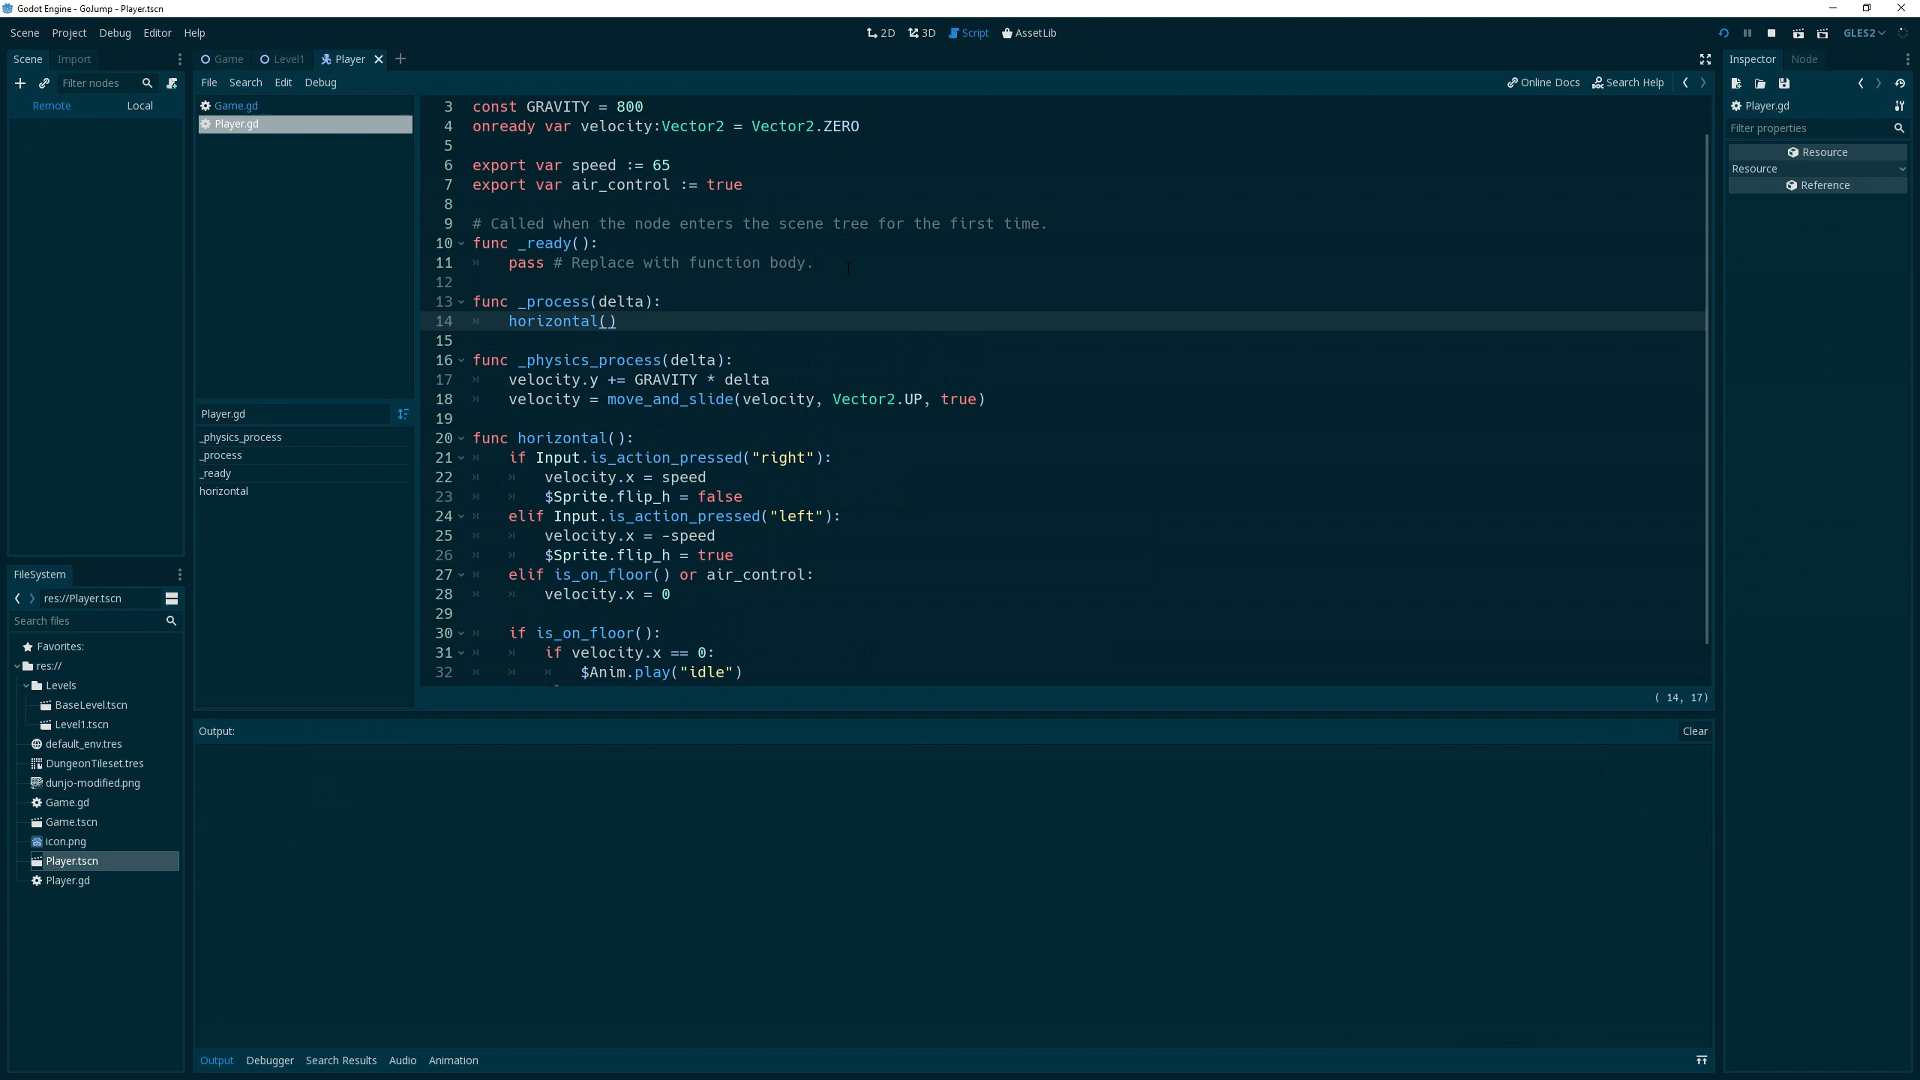 Godot Engine - GoJump - Player.tscn
Scene Project Debug Editor Help
2D 3D Script AssetLib
GLES2
Scene Import
Game Level1 Player
Inspector Node
Filter nodes
File Search Edit Debug
Online Docs Search Help
Remote Local
Game.gd
Player.gd
Player.gd
Filter properties
Resource
Resource
Reference
3 const GRAVITY = 800
4 onready var velocity:Vector2 = Vector2.ZERO
5
6 export var speed := 65
7 export var air_control := true
8
9 # Called when the node enters the scene tree for the first time.
10 func _ready():
11 pass # Replace with function body.
12
13 func _process(delta):
14 horizontal()
15
16 func _physics_process(delta):
17 velocity.y += GRAVITY * delta
18 velocity = move_and_slide(velocity, Vector2.UP, true)
19
20 func horizontal():
21 if Input.is_action_pressed("right"):
22 velocity.x = speed
23 $Sprite.flip_h = false
24 elif Input.is_action_pressed("left"):
25 velocity.x = -speed
26 $Sprite.flip_h = true
27 elif is_on_floor() or air_control:
28 velocity.x = 0
29
30 if is_on_floor():
31 if velocity.x == 0:
32 $Anim.play("idle")
( 14, 17)
Player.gd
_physics_process
_process
_ready
horizontal
FileSystem
res://Player.tscn
Search files
Favorites:
res://
Levels
BaseLevel.tscn
Level1.tscn
default_env.tres
DungeonTileset.tres
dunjo-modified.png
Game.gd
Game.tscn
icon.png
Player.tscn
Player.gd
Output:
Clear
Output Debugger Search Results Audio Animation